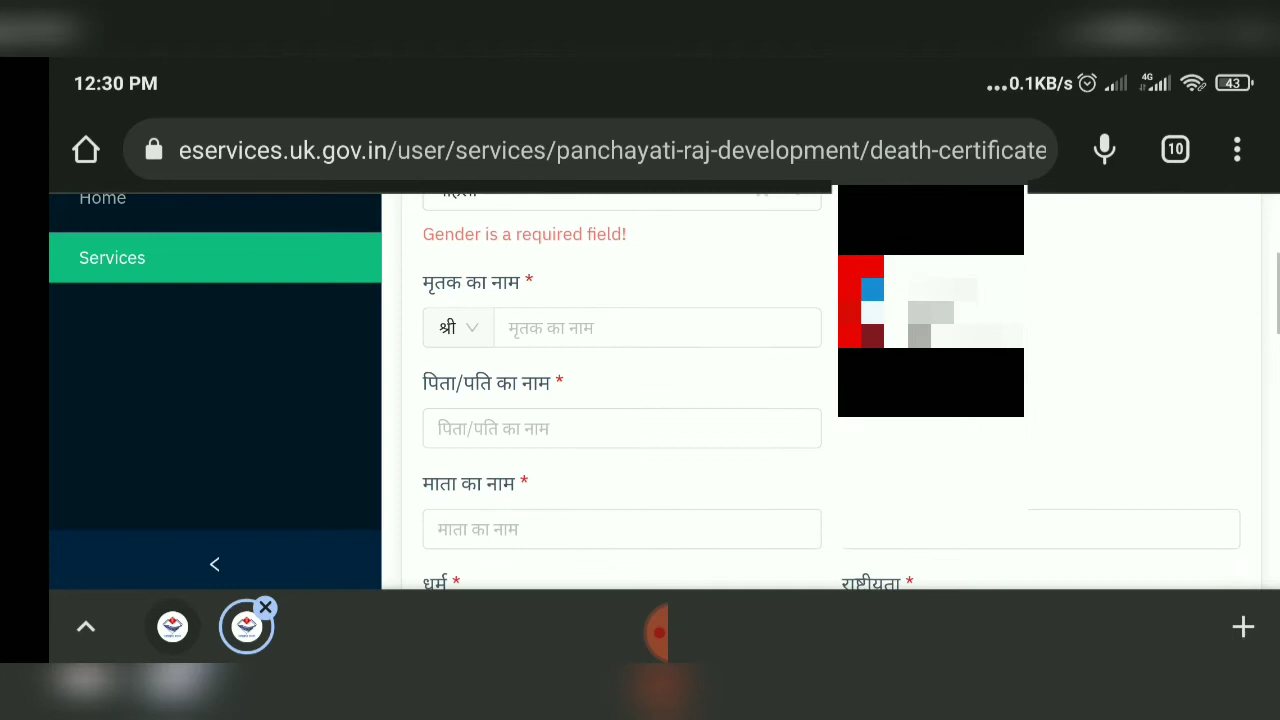 12:30 PM
...0.1KB/s 4G 43
eservices.uk.gov.in/user/services/panchayati-raj-development/death-certificate
10
Home
Services
Gender is a required field!
मृतक का नाम *
श्री मृतक का नाम
पिता/पति का नाम *
पिता/पति का नाम
माता का नाम *
माता का नाम
धर्म * राष्ट्रीयता *